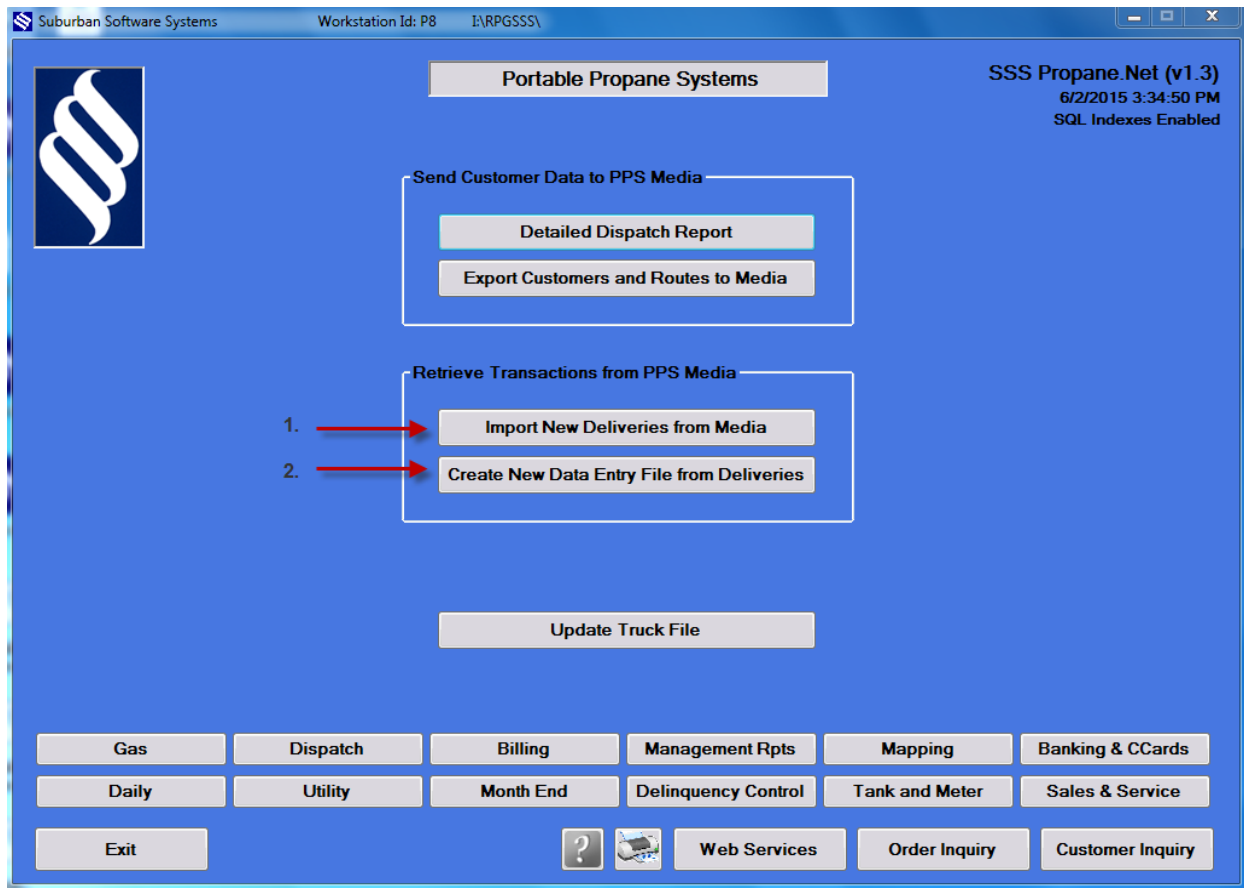 Suburban Software Systems Workstation Id: P8 I:\RPGSSS\
Portable Propane Systems
SSS Propane.Net (v1.3)
6/2/2015 3:34:50 PM
SQL Indexes Enabled
Send Customer Data to PPS Media
Detailed Dispatch Report
Export Customers and Routes to Media
Retrieve Transactions from PPS Media
1. Import New Deliveries from Media
2. Create New Data Entry File from Deliveries
Update Truck File
Gas Dispatch Billing Management Rpts Mapping Banking & CCards
Daily Utility Month End Delinquency Control Tank and Meter Sales & Service
Exit ? Web Services Order Inquiry Customer Inquiry